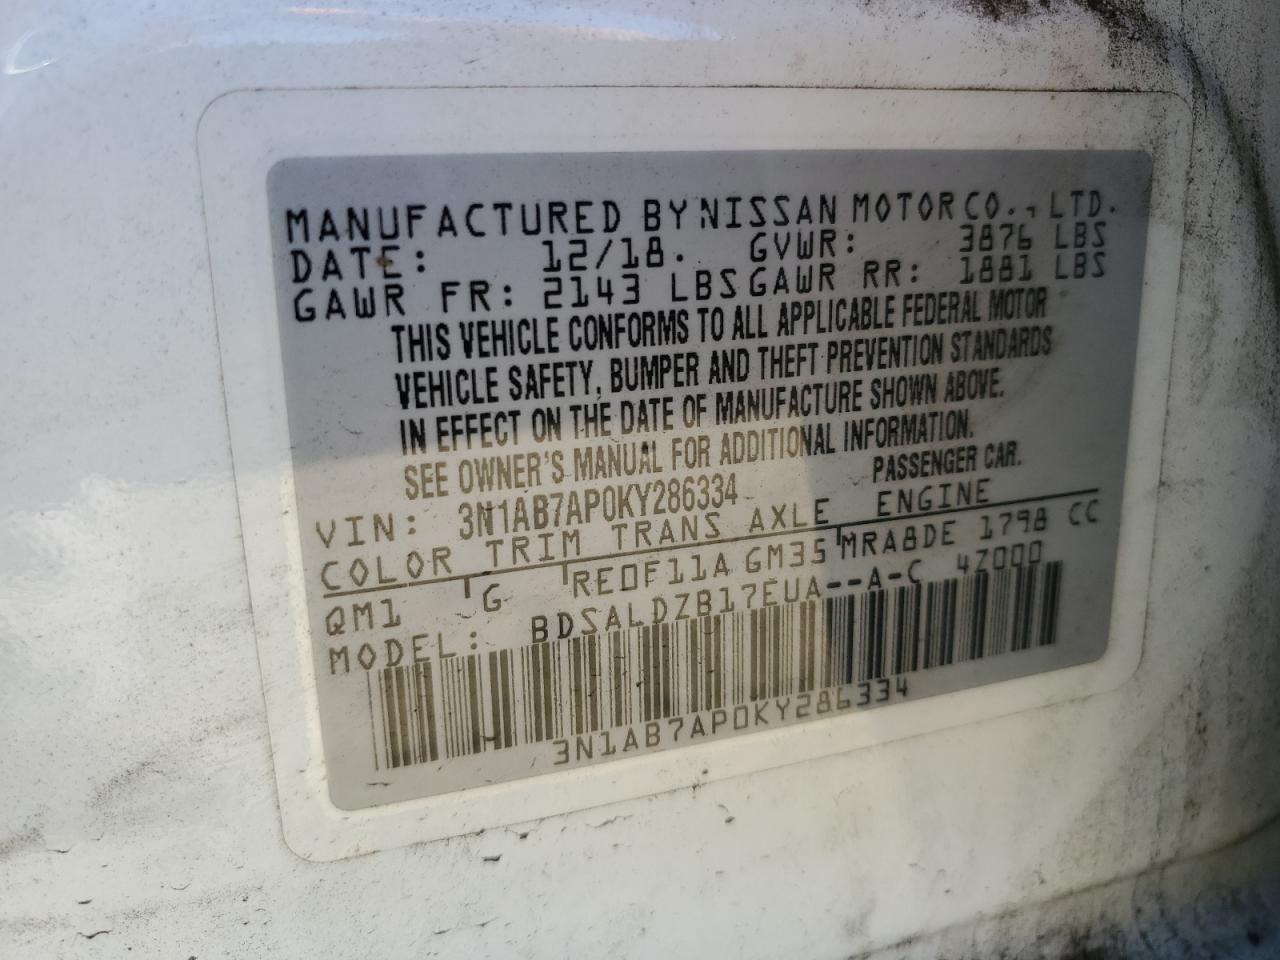 MANUFACTURED BY NISSAN MOTOR CO., LTD.
DATE: 12/18. GVWR: 3876 LBS
GAWR FR: 2143 LBS GAWR RR: 1881 LBS
THIS VEHICLE CONFORMS TO ALL APPLICABLE FEDERAL MOTOR
VEHICLE SAFETY, BUMPER AND THEFT PREVENTION STANDARDS
IN EFFECT ON THE DATE OF MANUFACTURE SHOWN ABOVE.
SEE OWNER'S MANUAL FOR ADDITIONAL INFORMATION.
VIN: 3N1AB7AP0KY286334 PASSENGER CAR.
COLOR TRIM TRANS AXLE ENGINE
QM1 G RE0F11A GM35 MRA8DE 1798 CC
MODEL: BDSALDZB17EUA--A-C 4Z000
3N1AB7AP0KY286334